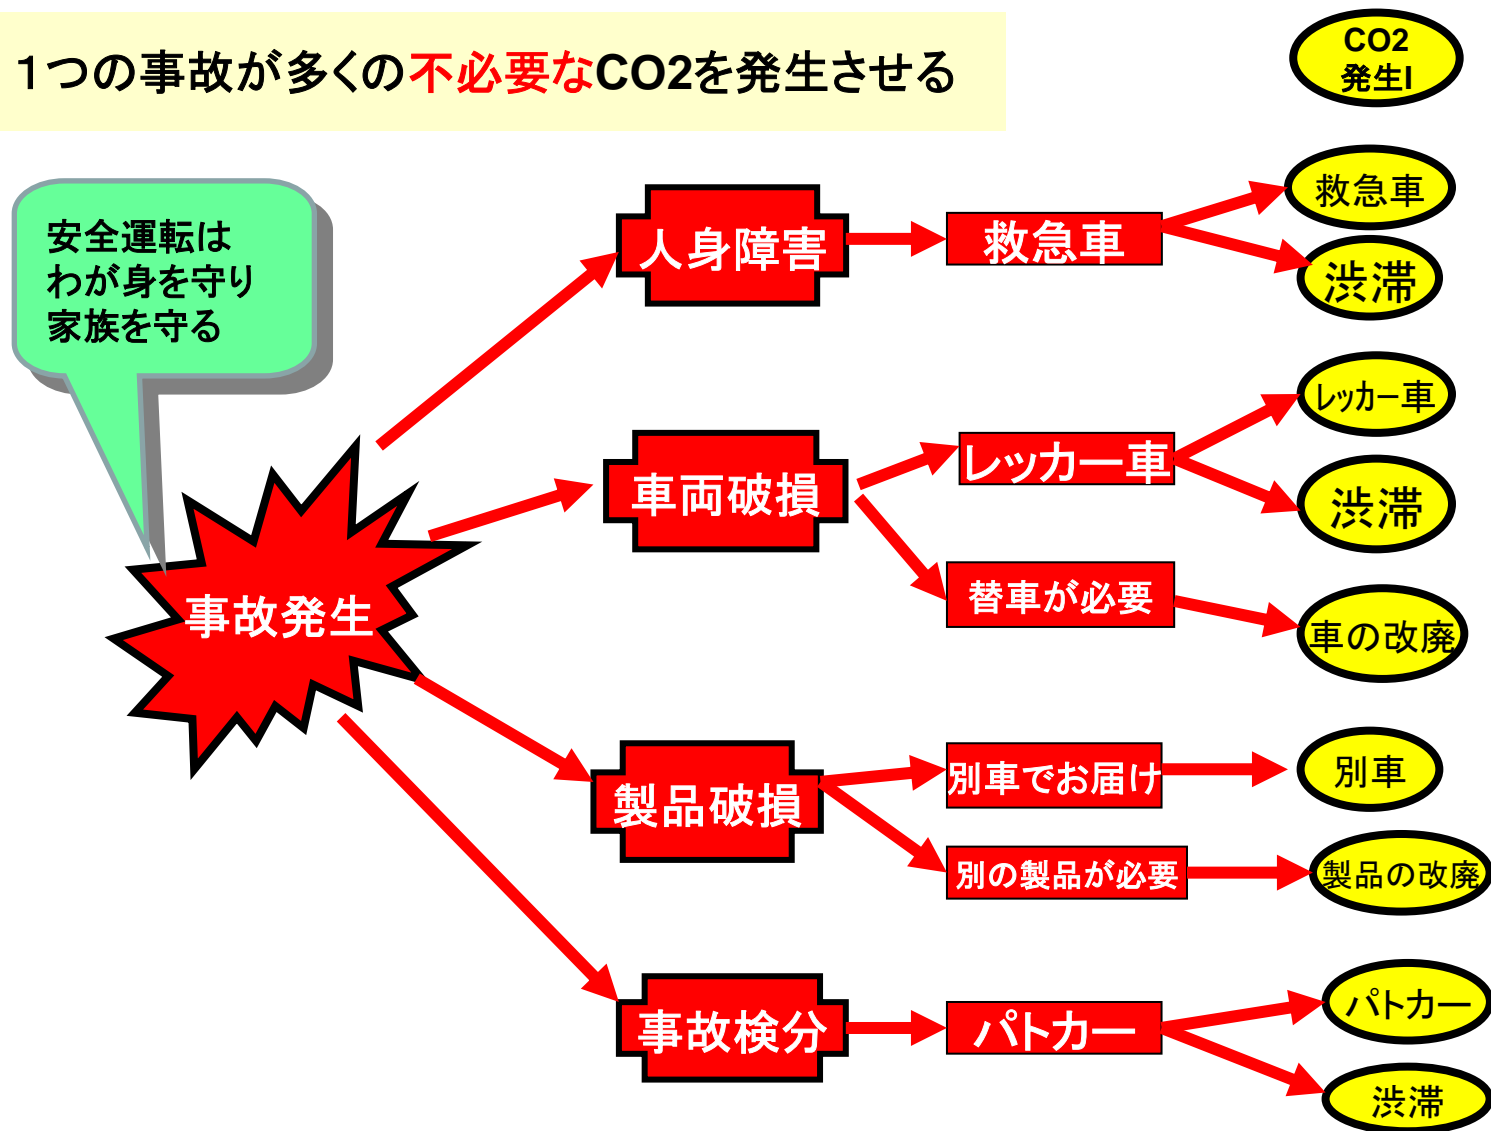 1つの事故が多くの不必要なCO2を発生させる
CO2
発生I
安全運転は
わが身を守り
家族を守る
事故発生
人身障害
救急車
救急車
渋滞
車両破損
レッカー車
レッカー車
渋滞
替車が必要
車の改廃
製品破損
別車でお届け
別車
別の製品が必要
製品の改廃
事故検分
パトカー
パトカー
渋滞